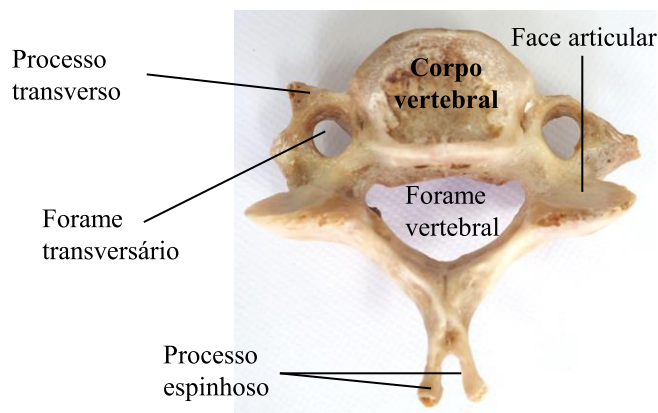 Face articular
Processo
transverso
Corpo
vertebral
Forame
vertebral
Forame
transversário
Processo
espinhoso